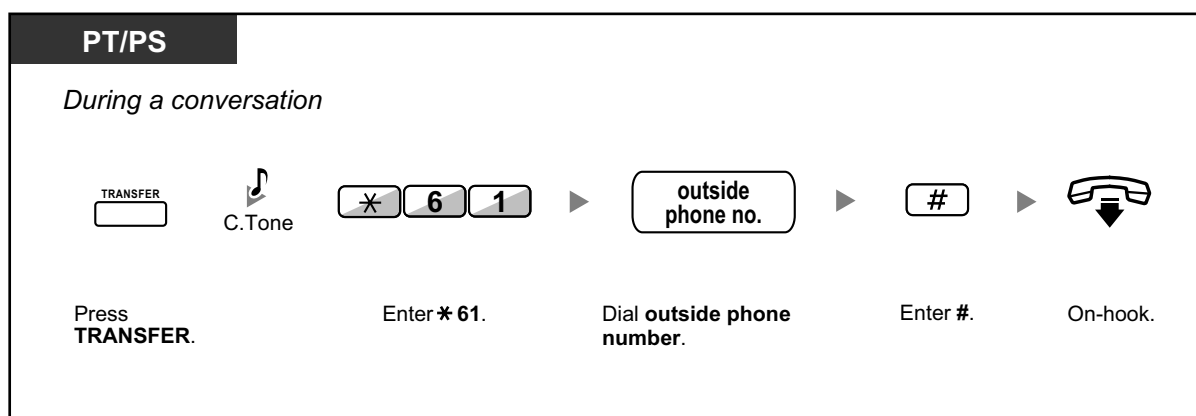 PT/PS
During a conversation
TRANSFER
C.Tone
* 6 1
outside
phone no.
#
Press
TRANSFER.
Enter * 61.
Dial outside phone
number.
Enter #.
On-hook.